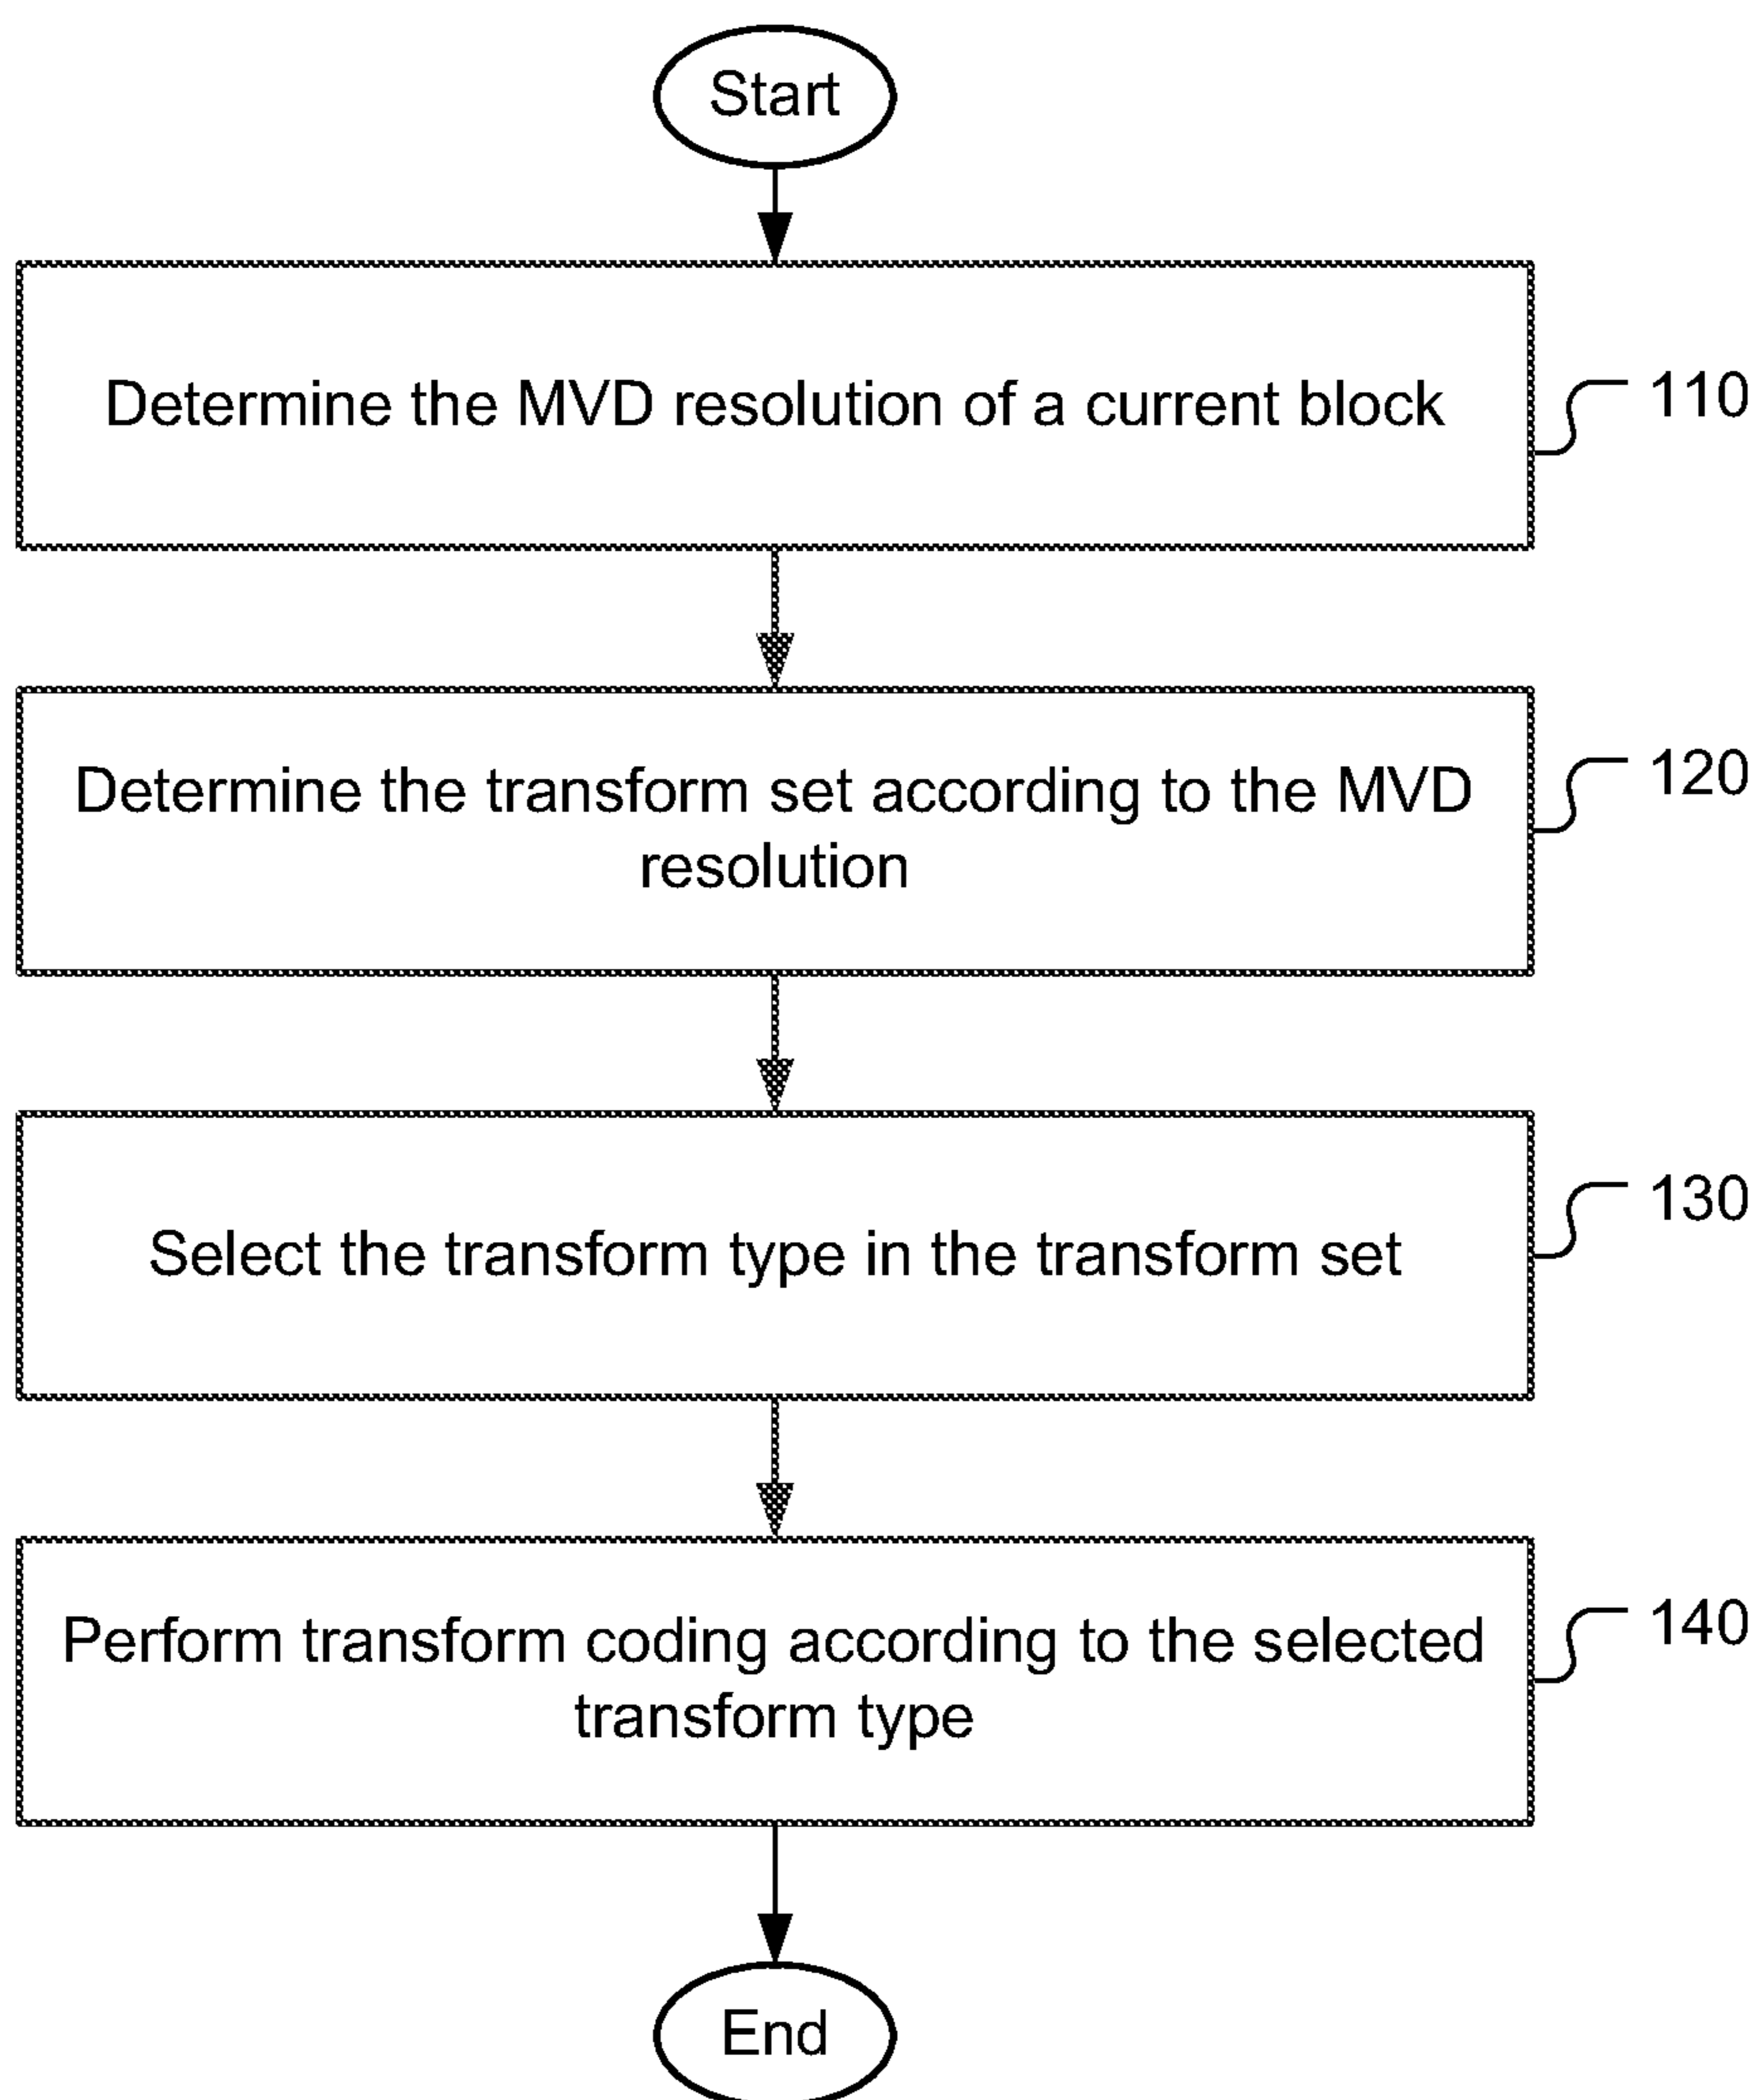 Start
Determine the MVD resolution of a current block
110
Determine the transform set according to the MVD
resolution
120
Select the transform type in the transform set
130
Perform transform coding according to the selected
transform type
140
End